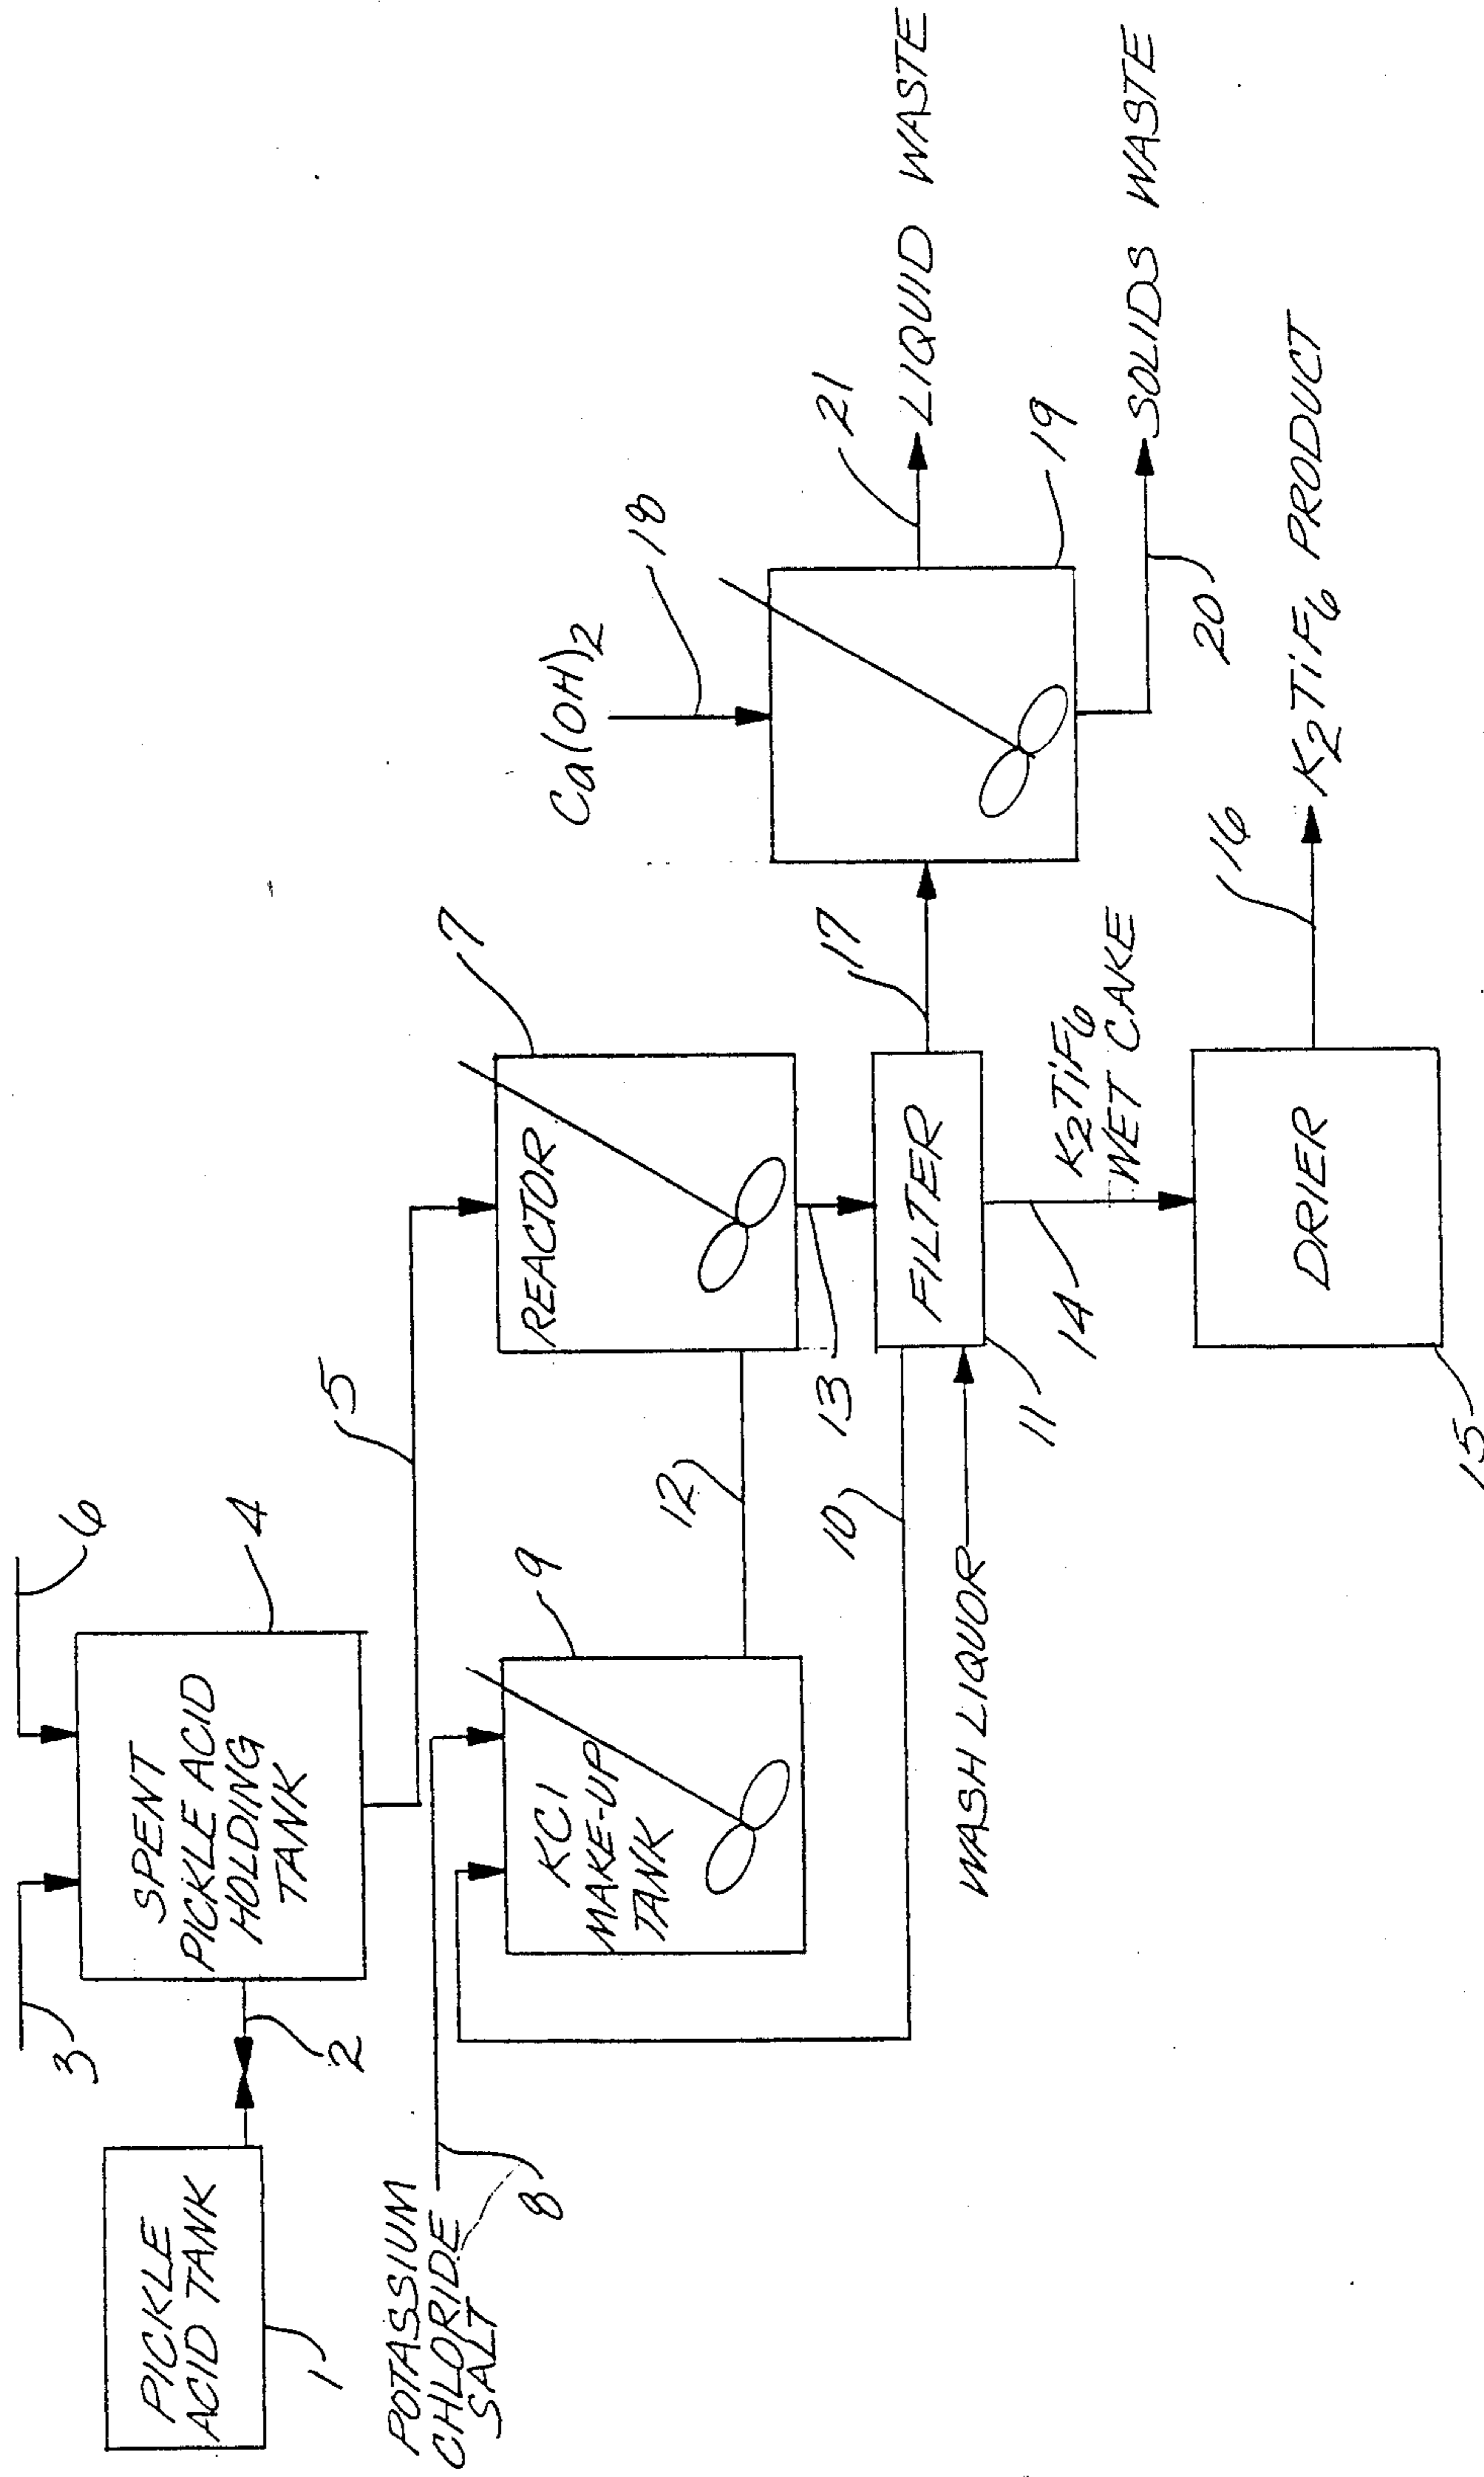 3
6
SPENT
PICKLE ACID
HOLDING
TANK
4
PICKLE
ACID TANK
1
2
5
POTASSIUM
CHLORIDE
SALT
8
KCl
MAKE-UP
TANK
9
12
REACTOR
7
Ca(OH)2
18
13
10
WASH LIQUOR
FILTER
11
17
21
LIQUID WASTE
19
14
K2TiF6
WET CAKE
20
SOLIDS WASTE
DRIER
15
16
K2TiF6 PRODUCT